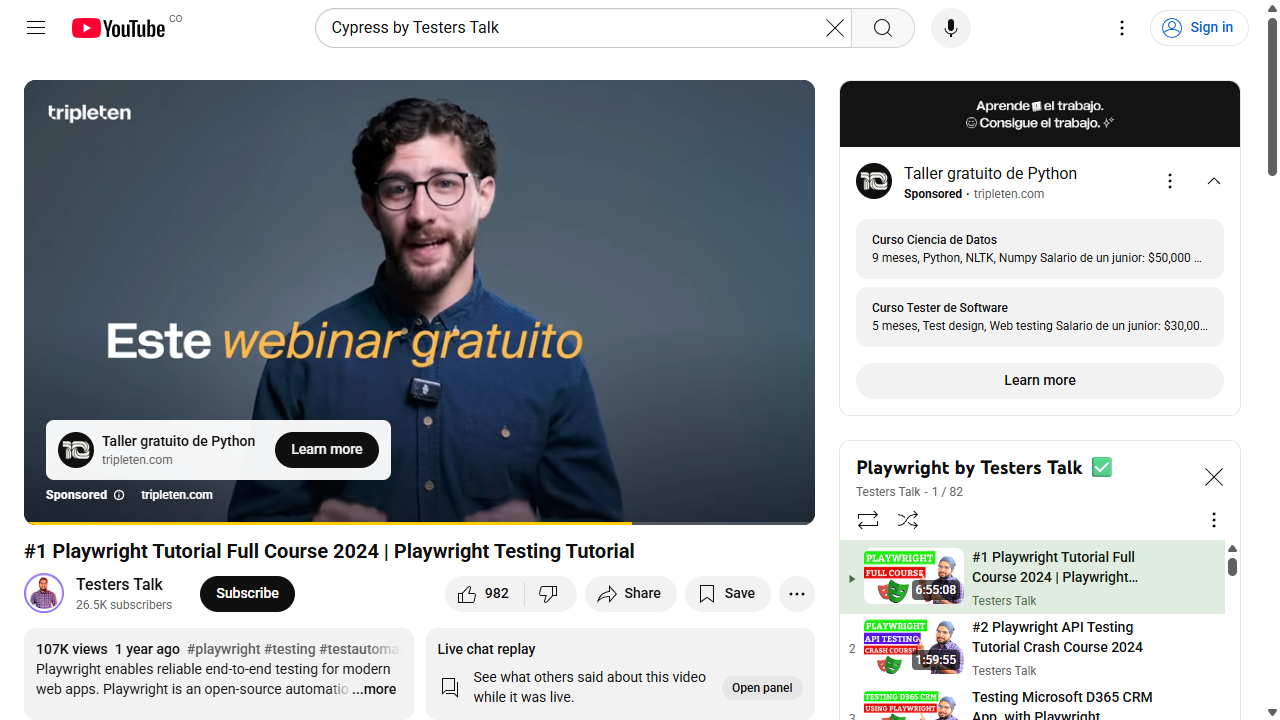 YouTube CO
Cypress by Testers Talk
Sign in
tripleten
Este webinar gratuito
Taller gratuito de Python
tripleten.com
Learn more
Sponsored
tripleten.com
#1 Playwright Tutorial Full Course 2024 | Playwright Testing Tutorial
Testers Talk
26.5K subscribers
Subscribe
982
Share
Save
107K views 1 year ago #playwright #testing #testautoma
Playwright enables reliable end-to-end testing for modern
web apps. Playwright is an open-source automatio ...more
Live chat replay
See what others said about this video
while it was live.
Open panel
Aprende el trabajo.
Consigue el trabajo.
Taller gratuito de Python
Sponsored · tripleten.com
Curso Ciencia de Datos
9 meses, Python, NLTK, Numpy Salario de un junior: $50,000 ...
Curso Tester de Software
5 meses, Test design, Web testing Salario de un junior: $30,00...
Learn more
Playwright by Testers Talk ✅
Testers Talk - 1 / 82
PLAYWRIGHT
FULL COURSE
6:55:08
#1 Playwright Tutorial Full
Course 2024 | Playwright...
Testers Talk
2
PLAYWRIGHT
API TESTING
CRASH COURSE
1:59:55
#2 Playwright API Testing
Tutorial Crash Course 2024
Testers Talk
3
TESTING D365 CRM
USING PLAYWRIGHT
Testing Microsoft D365 CRM
App, with Playwright